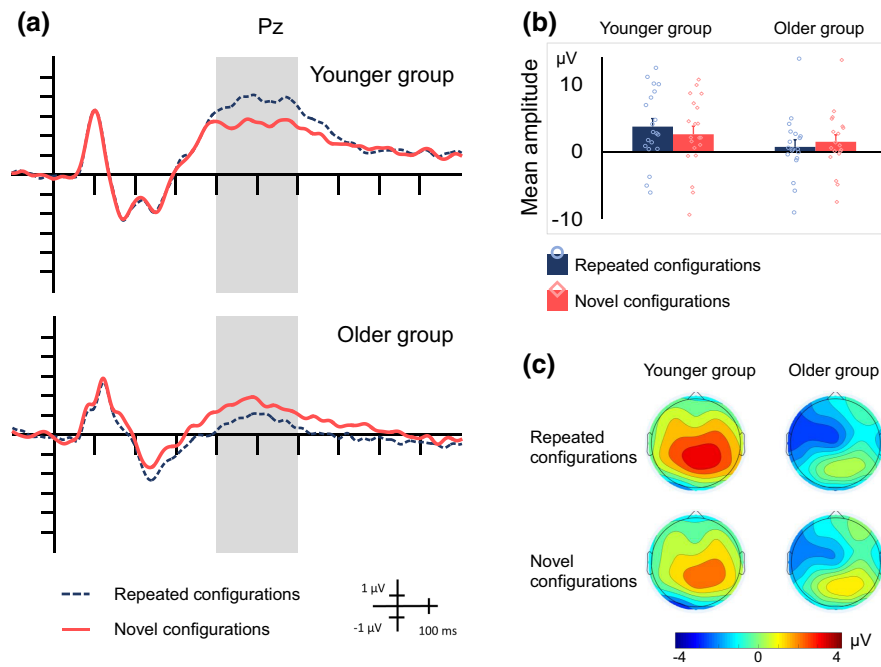 (a)
Pz
Younger group
Older group
Repeated configurations
Novel configurations
1 µV
-1 µV
100 ms
(b)
Younger group
Older group
µV
10
0
-10
Mean amplitude
Repeated configurations
Novel configurations
(c)
Younger group
Older group
Repeated
configurations
Novel
configurations
-4
0
4
µV